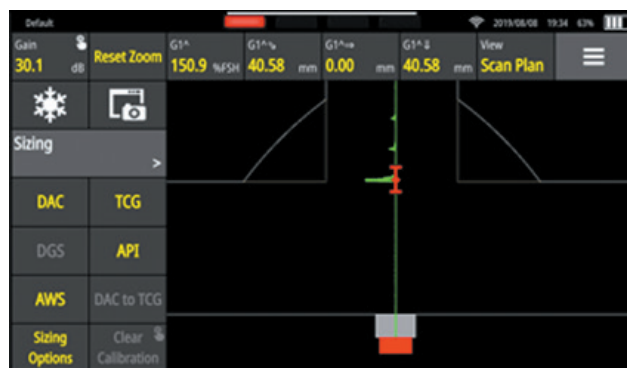 Default
2019/08/08 19:34 63%
Gain
30.1 dB
Reset Zoom
G1^
150.9 %FSH
G1^↘
40.58 mm
G1^⇒
0.00 mm
G1^⇓
40.58 mm
View
Scan Plan
Sizing
>
DAC
TCG
DGS
API
AWS
DAC to TCG
Sizing
Options
Clear
Calibration